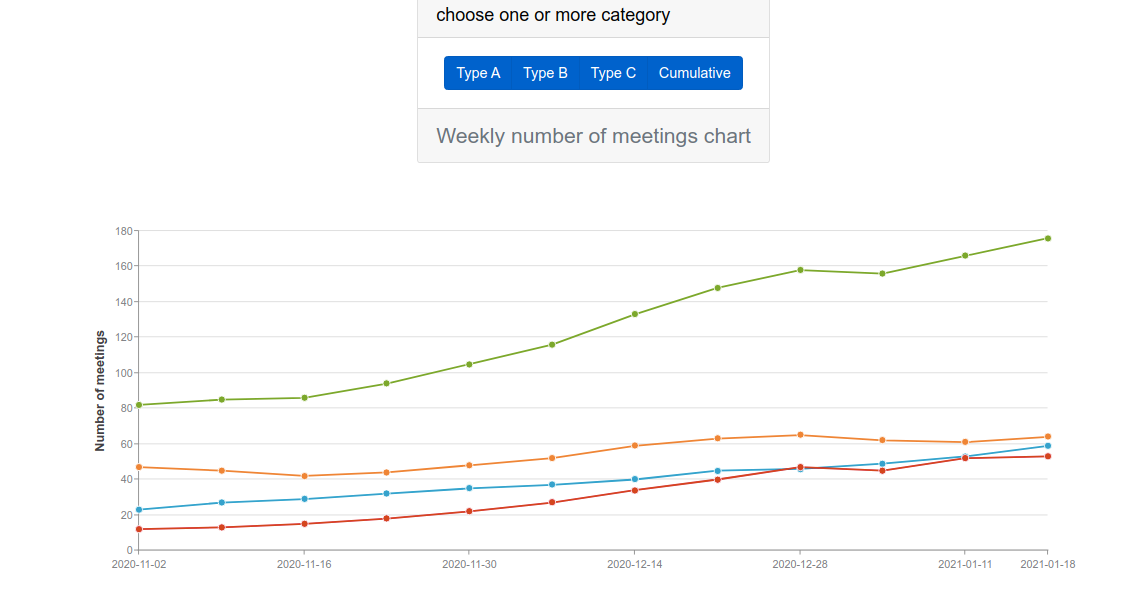 choose one or more category
Type A Type B Type C Cumulative
Weekly number of meetings chart
Number of meetings
180
160
140
120
100
80
60
40
20
0
2020-11-02 2020-11-16 2020-11-30 2020-12-14 2020-12-28 2021-01-11 2021-01-18